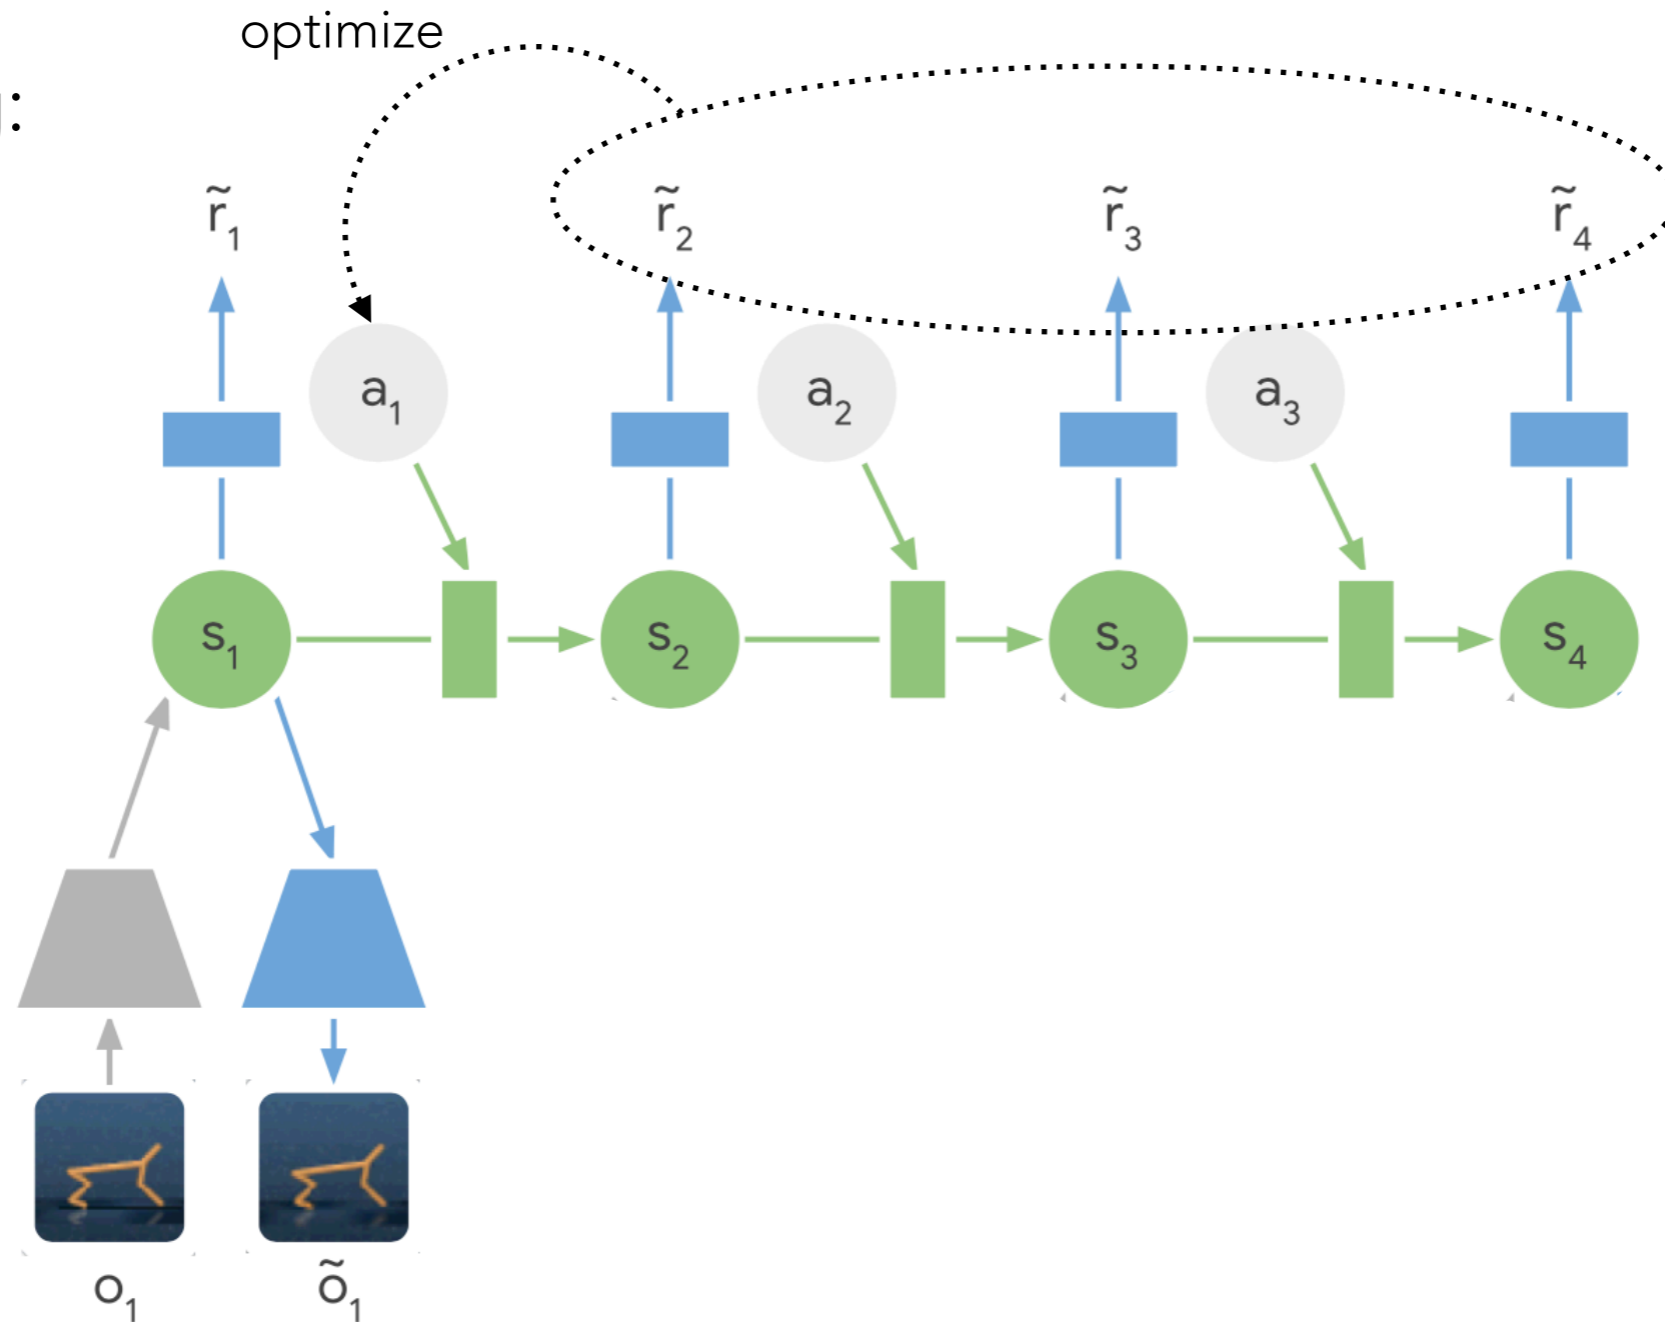 optimize
:
r̃₁ r̃₂ r̃₃ r̃₄
a₁ a₂ a₃
s₁ s₂ s₃ s₄
o₁ õ₁